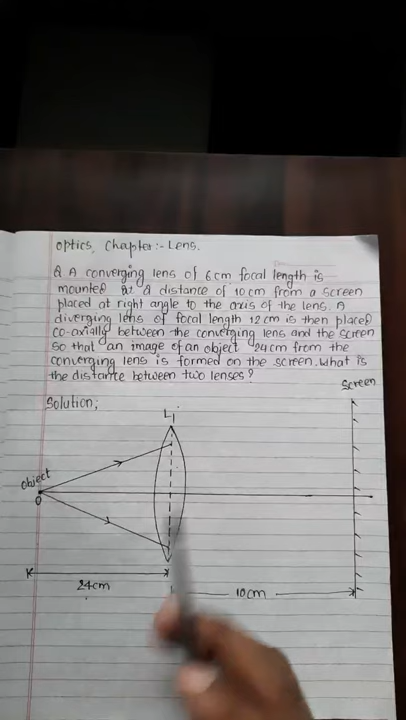 Optics, Chapter:- Lens.
Q. A converging lens of 6cm focal length is
mounted at a distance of 10cm from a screen
placed at right angle to the axis of the lens. A
diverging lens of focal length 12cm is then placed
co-axially between the converging lens and the screen
so that an image of an object 24cm from the
converging lens is formed on the screen. What is
the distance between two lenses?
Screen
Solution;
L1
Object
O
24cm
10cm